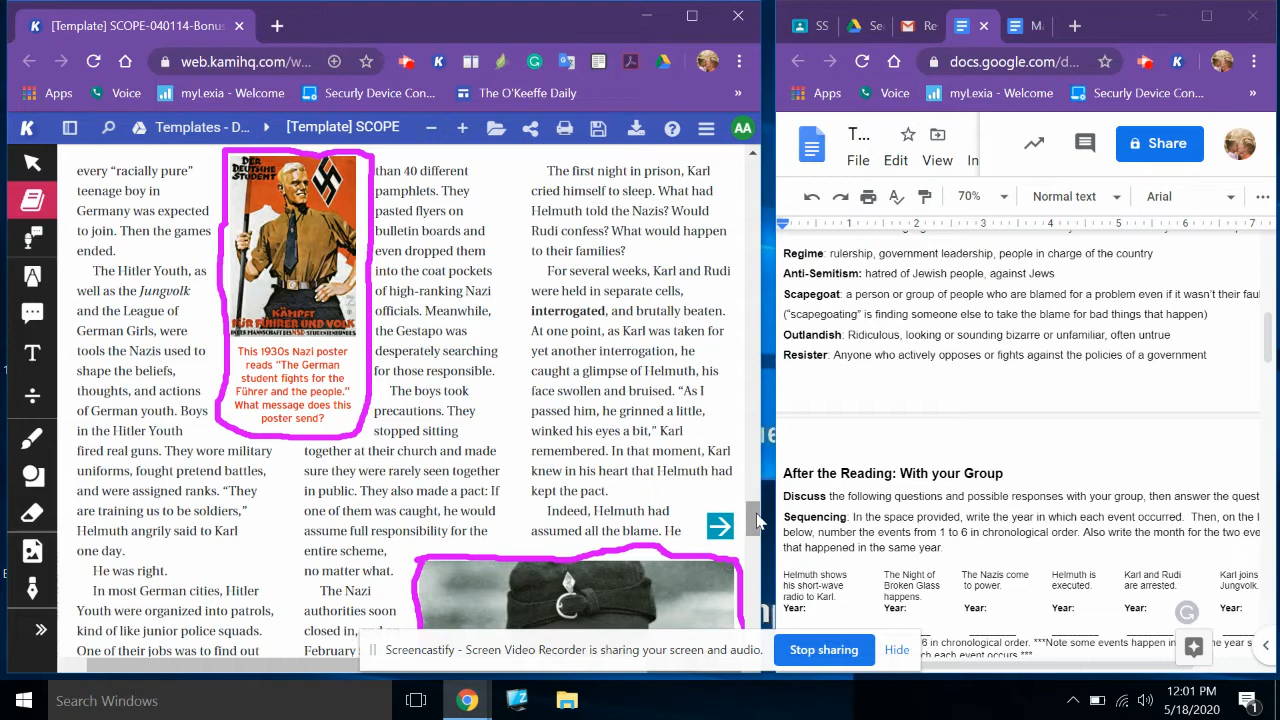 [Template] SCOPE-040114-Bonus
web.kamihq.com/w...
Apps
Voice
myLexia - Welcome
Securly Device Con...
The O'Keeffe Daily
»
Templates - D...
[Template] SCOPE
AA
every “racially pure”
teenage boy in
Germany was expected
to join. Then the games
ended.
The Hitler Youth, as
well as the Jungvolk
and the League of
German Girls, were
tools the Nazis used to
shape the beliefs,
thoughts, and actions
of German youth. Boys
in the Hitler Youth
fired real guns. They wore military
uniforms, fought pretend battles,
and were assigned ranks. “They
are training us to be soldiers,”
Helmuth angrily said to Karl
one day.
He was right.
In most German cities, Hitler
Youth were organized into patrols,
kind of like junior police squads.
One of their jobs was to find out
DER
DEUTSCHE
STUDENT
KÄMPFT
FÜR FÜHRER UND VOLK
IN DER MANNSCHAFT DES NSD-STUDENTENBUNDES
This 1930s Nazi poster
reads “The German
student fights for the
Führer and the people.”
What message does this
poster send?
than 40 different
pamphlets. They
pasted flyers on
bulletin boards and
even dropped them
into the coat pockets
of high-ranking Nazi
officials. Meanwhile,
the Gestapo was
desperately searching
for those responsible.
The boys took
precautions. They
stopped sitting
together at their church and made
sure they were rarely seen together
in public. They also made a pact: If
one of them was caught, he would
assume full responsibility for the
entire scheme,
no matter what.
The Nazi
authorities soon
closed in,
February
The first night in prison, Karl
cried himself to sleep. What had
Helmuth told the Nazis? Would
Rudi confess? What would happen
to their families?
For several weeks, Karl and Rudi
were held in separate cells,
interrogated, and brutally beaten.
At one point, as Karl was taken for
yet another interrogation, he
caught a glimpse of Helmuth, his
face swollen and bruised. “As I
passed him, he grinned a little,
winked his eyes a bit,” Karl
remembered. In that moment, Karl
knew in his heart that Helmuth had
kept the pact.
Indeed, Helmuth had
assumed all the blame. He
SS
Se
Re
M
docs.google.com/d...
Apps
Voice
myLexia - Welcome
Securly Device Con...
»
T...
File Edit View In
Share
70%
Normal text
Arial
1 2 3 4 5 6 7
Regime: rulership, government leadership, people in charge of the country
Anti-Semitism: hatred of Jewish people, against Jews
Scapegoat: a person or group of people who are blamed for a problem even if it wasn't their faul
(“scapegoating” is finding someone else to take the blame for bad things that happen)
Outlandish: Ridiculous, looking or sounding bizarre or unfamiliar, often untrue
Resister: Anyone who actively opposes or fights against the policies of a government
After the Reading: With your Group
Discuss the following questions and possible responses with your group, then answer the quest
Sequencing: In the space provided, write the year in which each event occurred. Then, on the l
below, number the events from 1 to 6 in chronological order. Also write the month for the two eve
that happened in the same year.
Helmuth shows
his short-wave
radio to Karl.
Year:
The Night of
Broken Glass
happens.
Year:
The Nazis come
to power.
Year:
Helmuth is
executed.
Year:
Karl and Rudi
are arrested.
Year:
Karl joins
Jungvolk.
Year:
6 in chronological order. ***Note some events happen in
year s
ch each event occurs.***
Screencastify - Screen Video Recorder is sharing your screen and audio.
Stop sharing
Hide
Search Windows
12:01 PM
5/18/2020
1